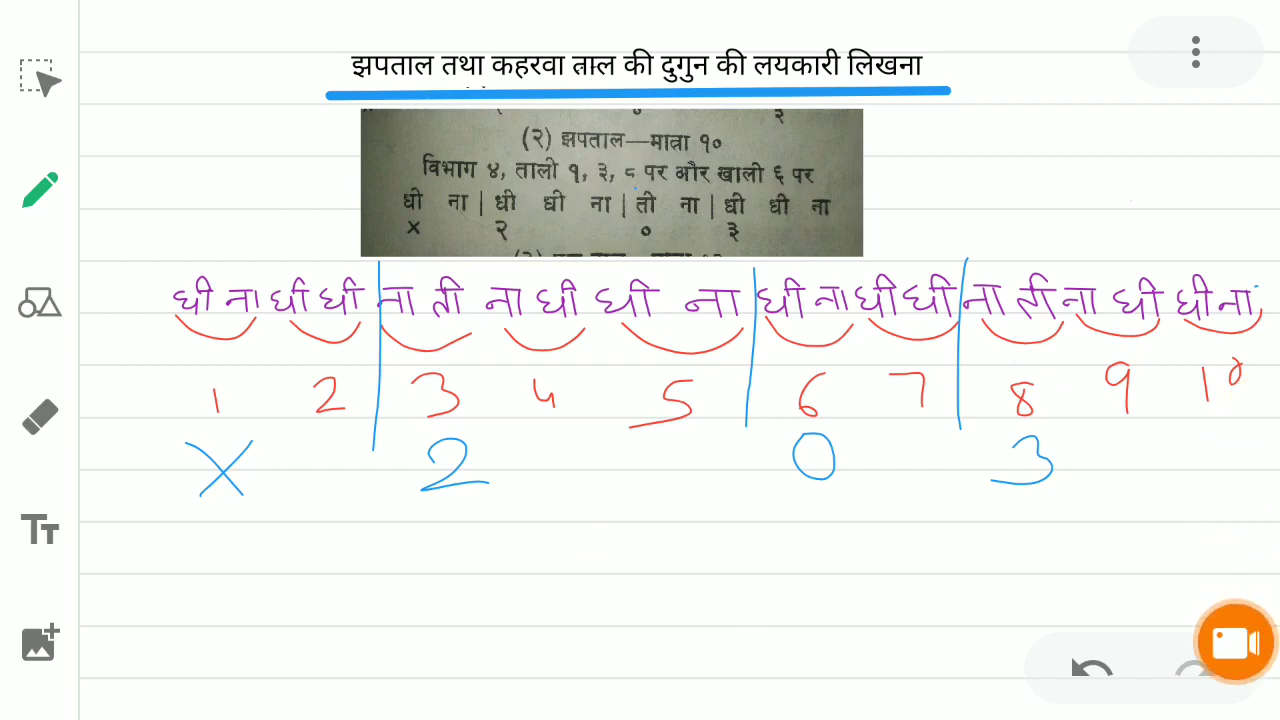 झपताल तथा कहरवा ताल की दुगुन की लयकारी लिखना
(२) झपताल—मात्रा १०
विभाग ४, ताली १, ३, ८ पर और खाली ६ पर
धी ना | धी धी ना | ती ना | धी धी ना
× २ ० ३
धी ना धी धी ना ती ना धी धी ना धी ना धी धी ना ती ना धी धी ना
1 2 3 4 5 6 7 8 9 10
X 2 0 3
Tт